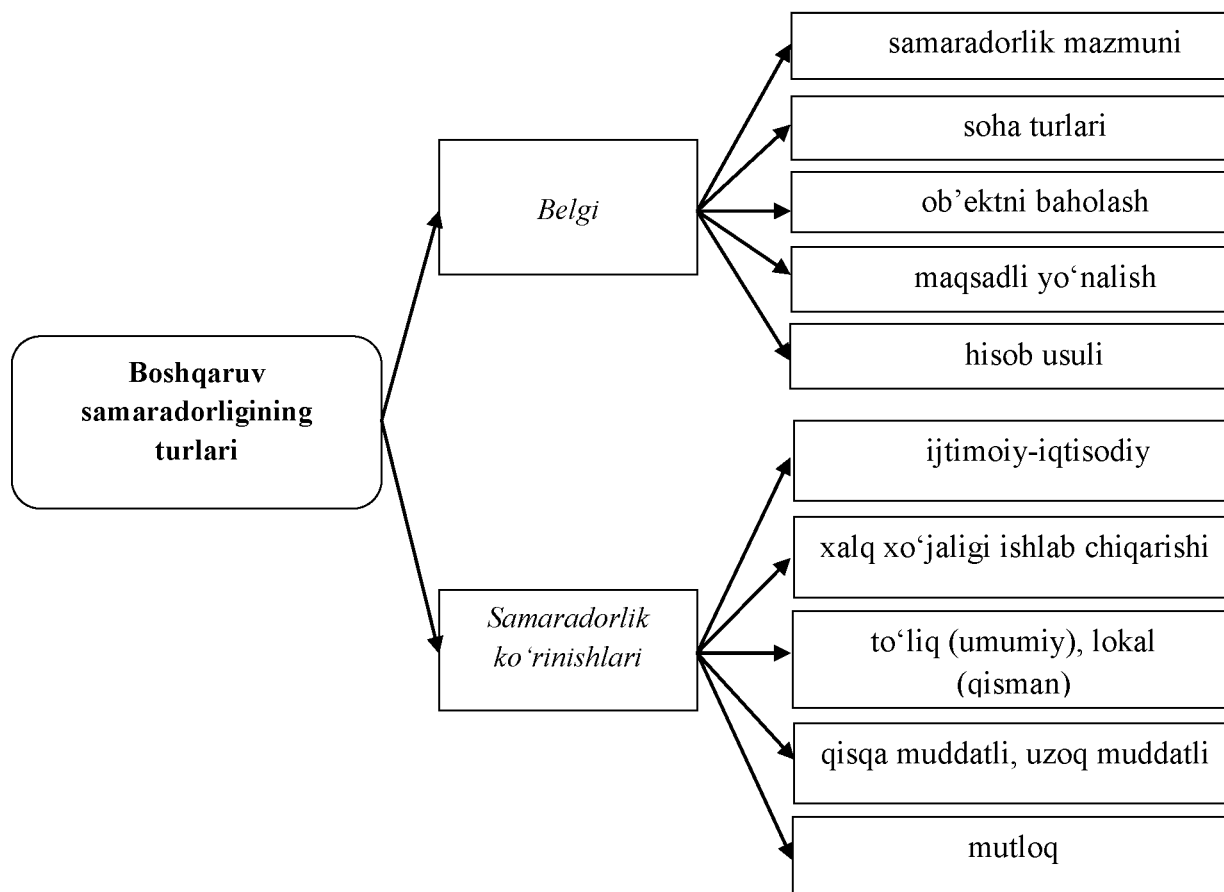 samaradorlik mazmuni
soha turlari
Belgi
ob’ektni baholash
maqsadli yo‘nalish
hisob usuli
Boshqaruv
samaradorligining
turlari
ijtimoiy-iqtisodiy
xalq xo‘jaligi ishlab chiqarishi
Samaradorlik
ko‘rinishlari
to‘liq (umumiy), lokal
(qisman)
qisqa muddatli, uzoq muddatli
mutloq